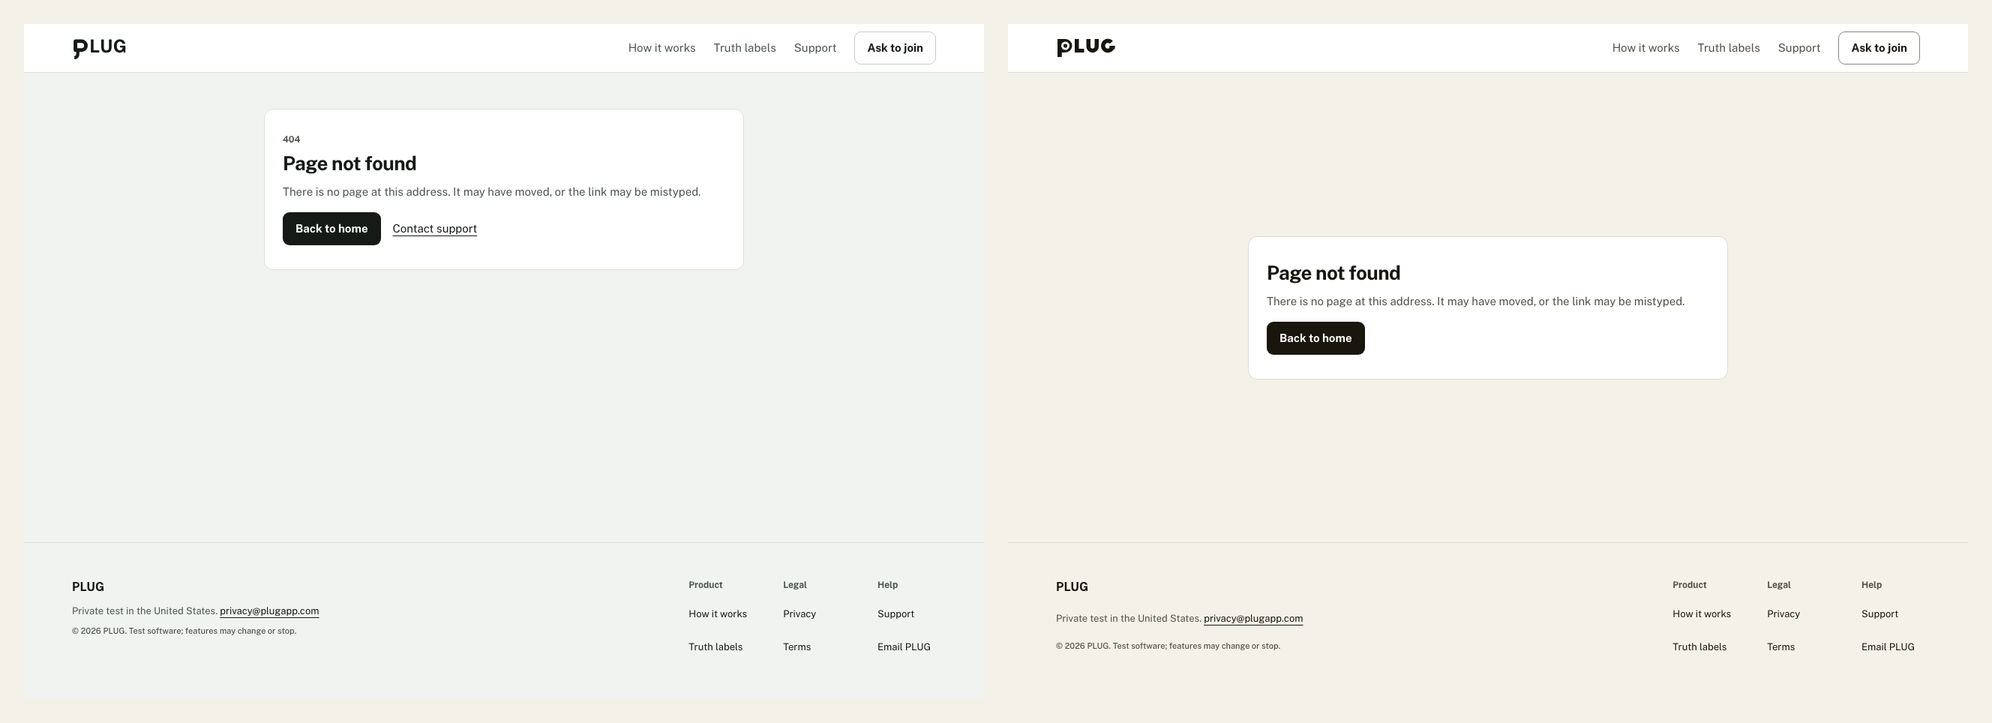 PLUG
How it works Truth labels Support Ask to join
404
Page not found
There is no page at this address. It may have moved, or the link may be mistyped.
Back to home Contact support
PLUG
Private test in the United States. privacy@plugapp.com
© 2026 PLUG. Test software; features may change or stop.
Product Legal Help
How it works Privacy Support
Truth labels Terms Email PLUG
PLUG
How it works Truth labels Support Ask to join
Page not found
There is no page at this address. It may have moved, or the link may be mistyped.
Back to home
PLUG
Private test in the United States. privacy@plugapp.com
© 2026 PLUG. Test software; features may change or stop.
Product Legal Help
How it works Privacy Support
Truth labels Terms Email PLUG